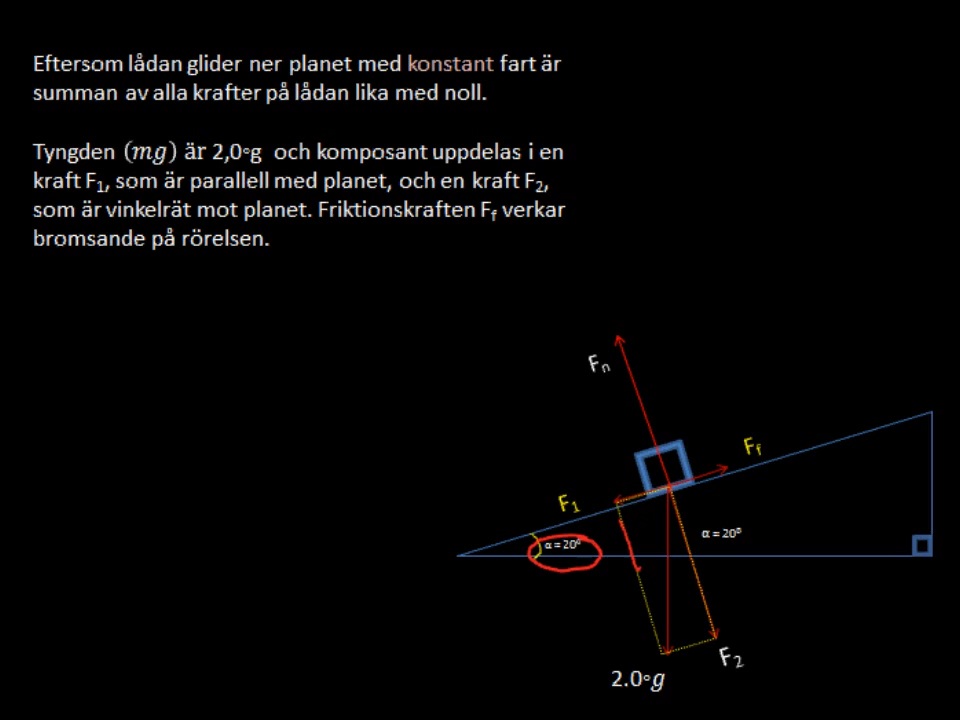 Eftersom lådan glider ner planet med konstant fart är
summan av alla krafter på lådan lika med noll.
Tyngden (mg) är 2,0∘g och komposant uppdelas i en
kraft F₁, som är parallell med planet, och en kraft F₂,
som är vinkelrät mot planet. Friktionskraften Ff verkar
bromsande på rörelsen.
Fn
Ff
F₁
α = 20⁰
α = 20⁰
F₂
2.0∘g